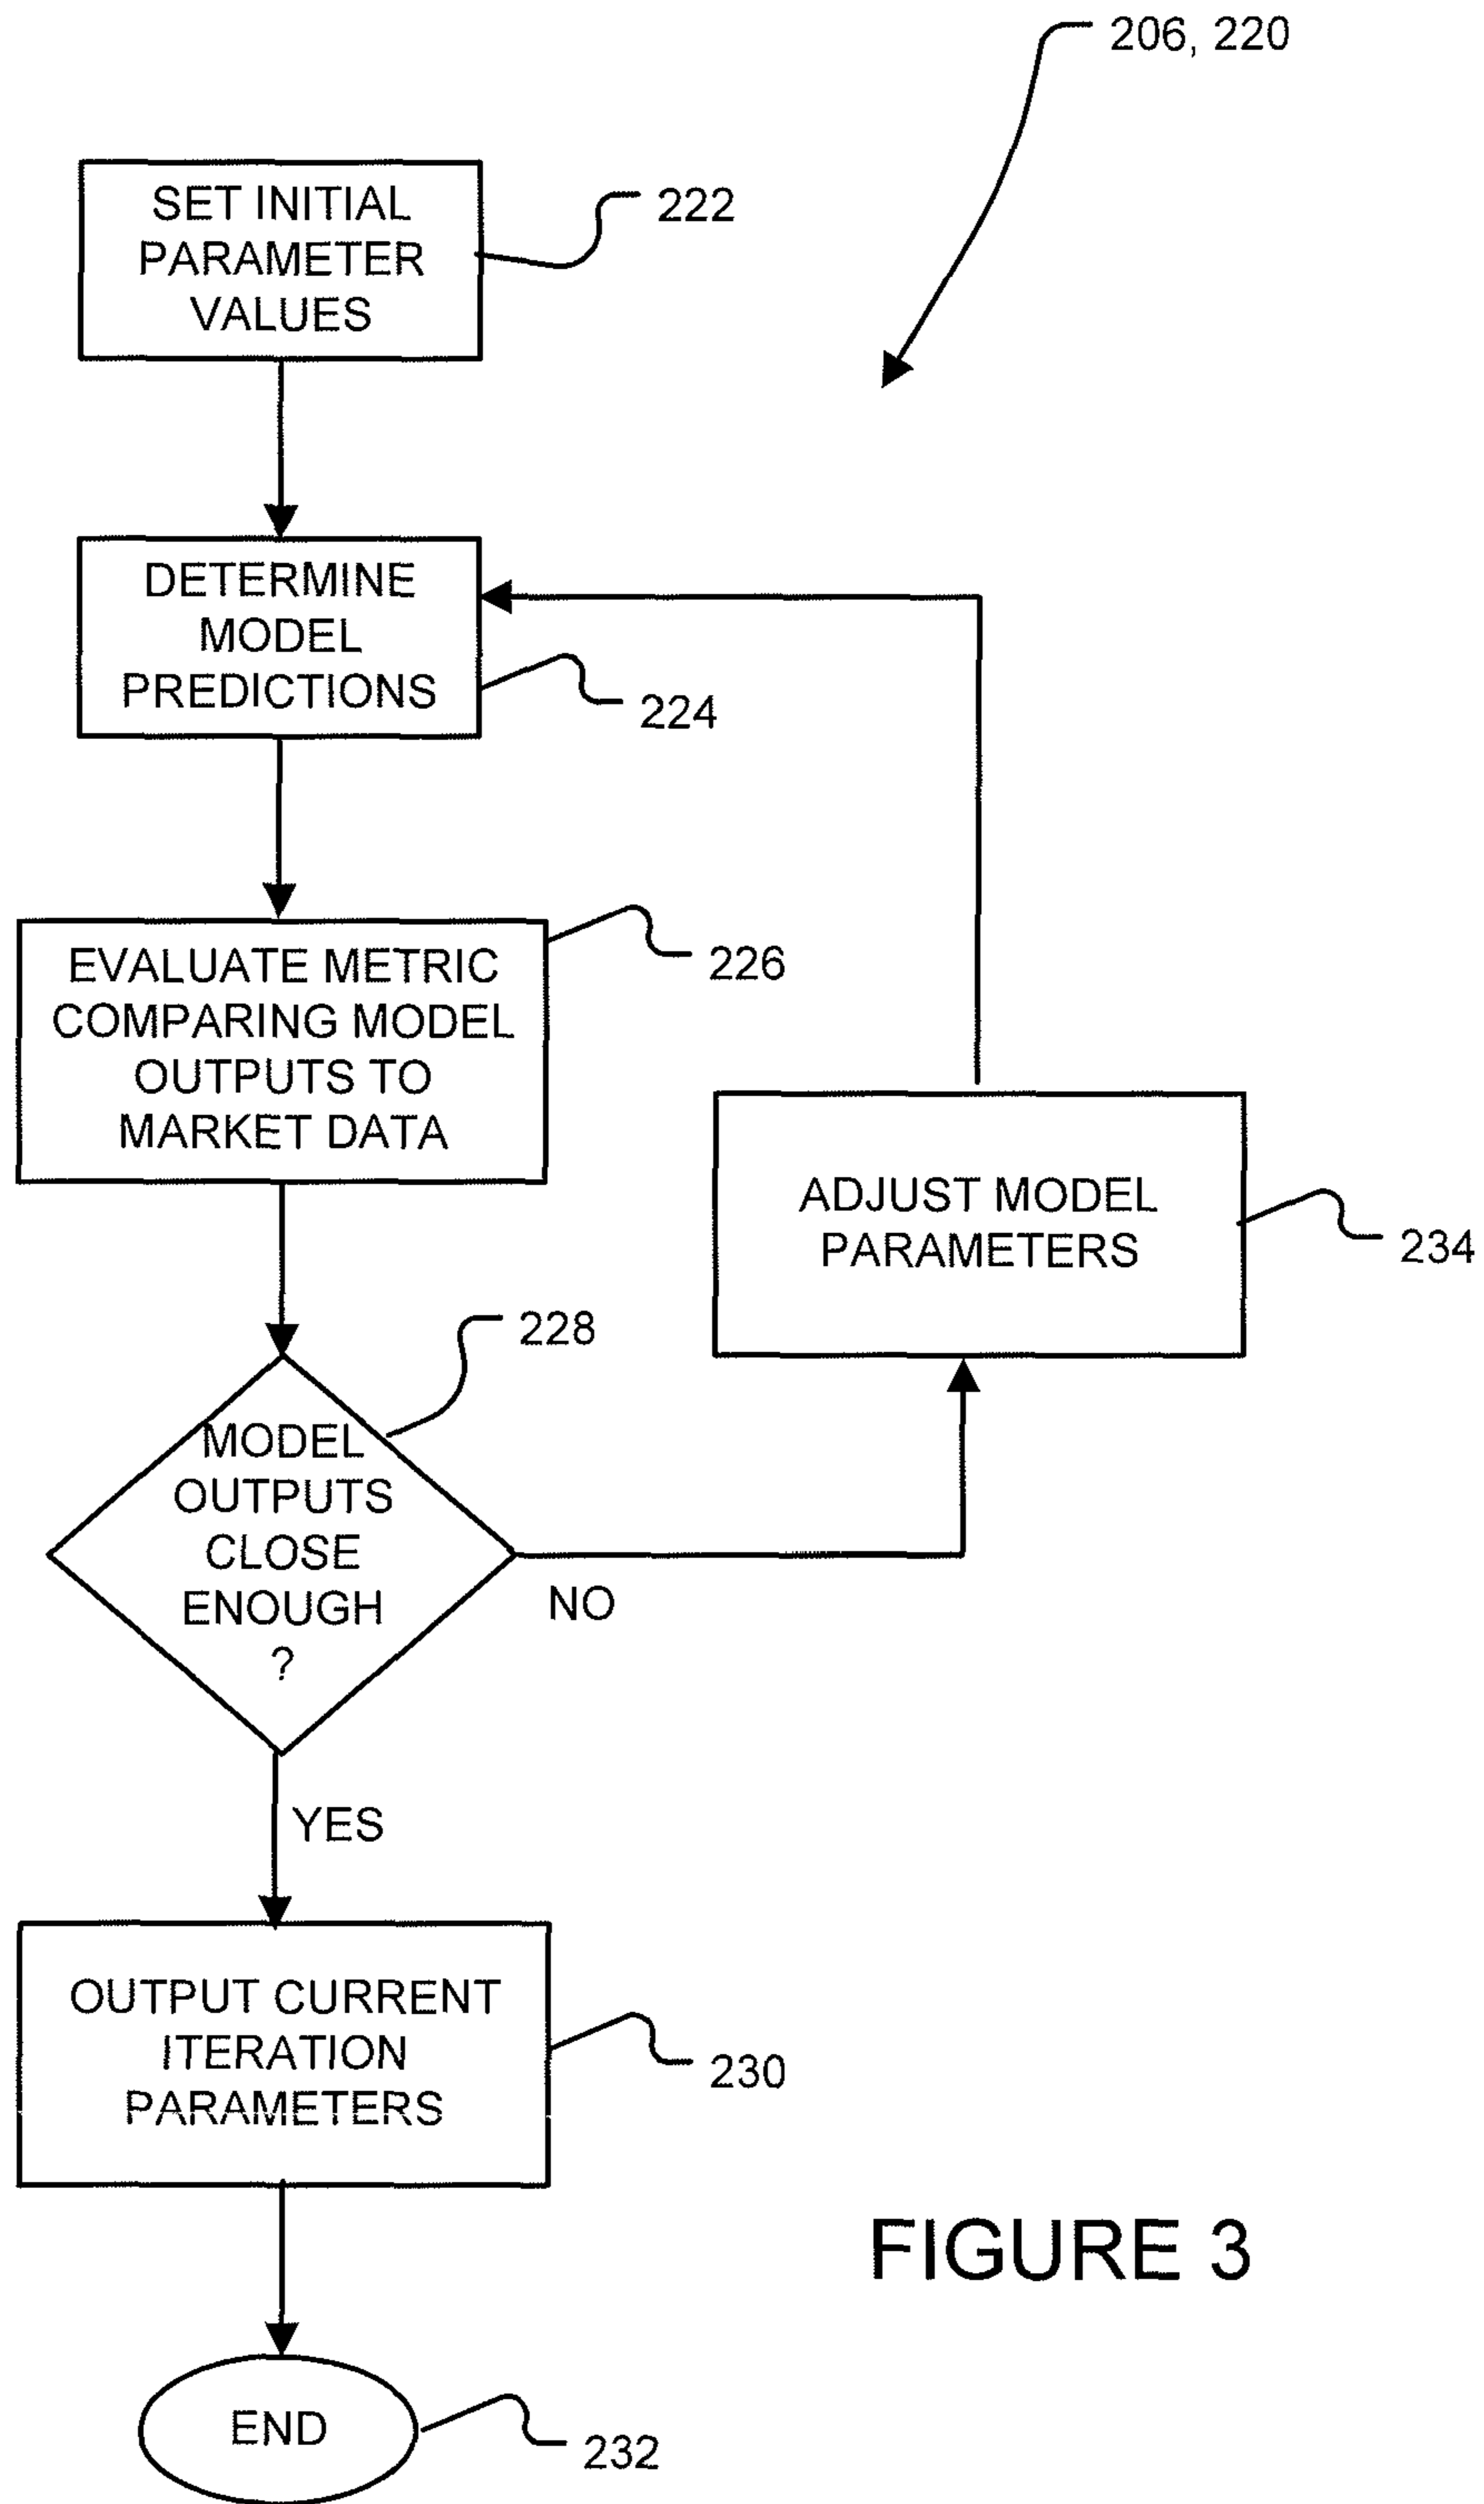 206, 220
SET INITIAL
PARAMETER
VALUES
222
DETERMINE
MODEL
PREDICTIONS
224
EVALUATE METRIC
COMPARING MODEL
OUTPUTS TO
MARKET DATA
226
ADJUST MODEL
PARAMETERS
234
228
MODEL
OUTPUTS
CLOSE
ENOUGH
?
NO
YES
OUTPUT CURRENT
ITERATION
PARAMETERS
230
FIGURE 3
END
232